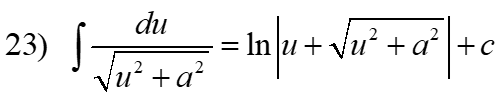 23) ∫ du / √(u² + a²) = ln|u + √(u² + a²)| + c